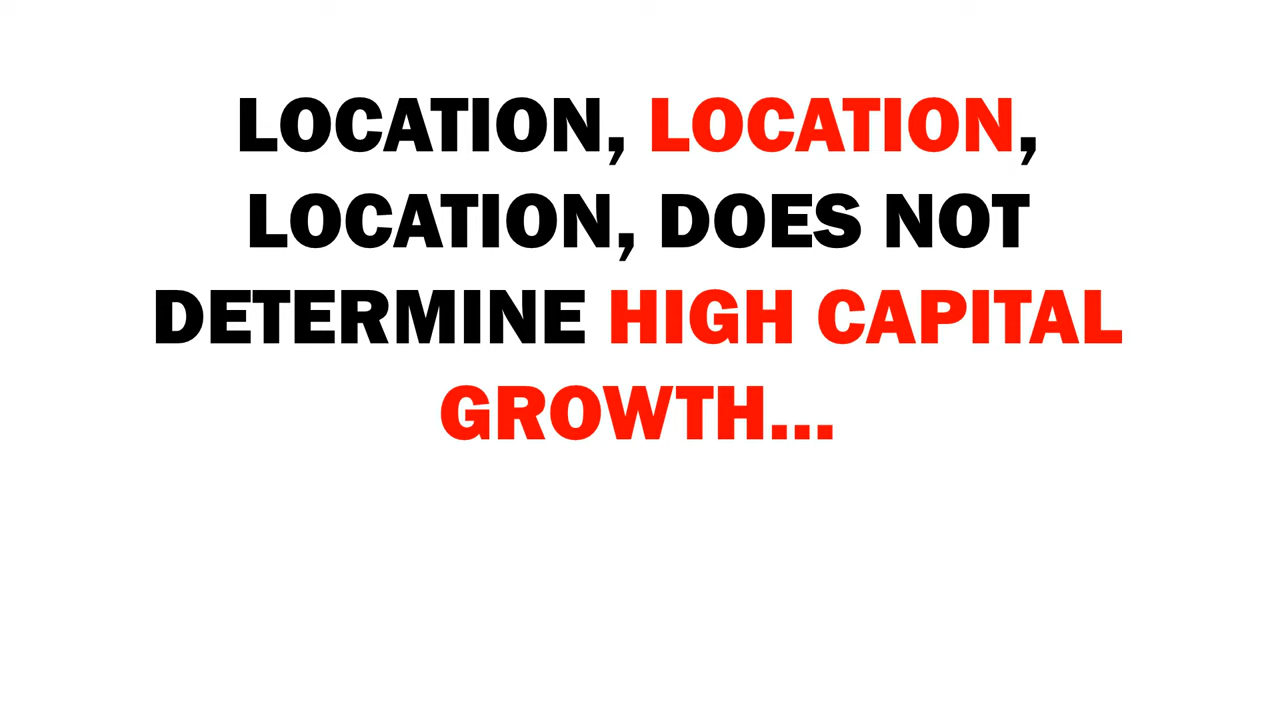 LOCATION, LOCATION,
LOCATION, DOES NOT
DETERMINE HIGH CAPITAL
GROWTH...